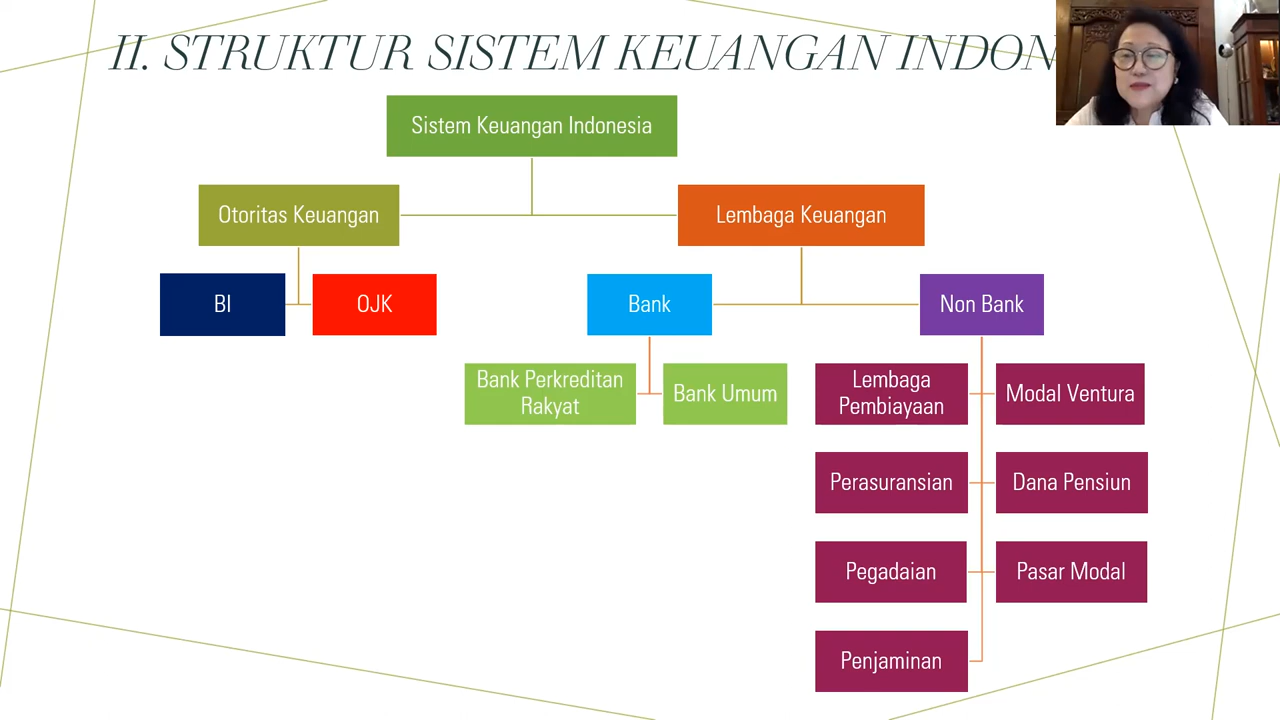 II. STRUKTUR SISTEM KEUANGAN INDON
Sistem Keuangan Indonesia
Otoritas Keuangan
Lembaga Keuangan
BI
OJK
Bank
Non Bank
Bank Perkreditan
Rakyat
Bank Umum
Lembaga
Pembiayaan
Modal Ventura
Perasuransian
Dana Pensiun
Pegadaian
Pasar Modal
Penjaminan